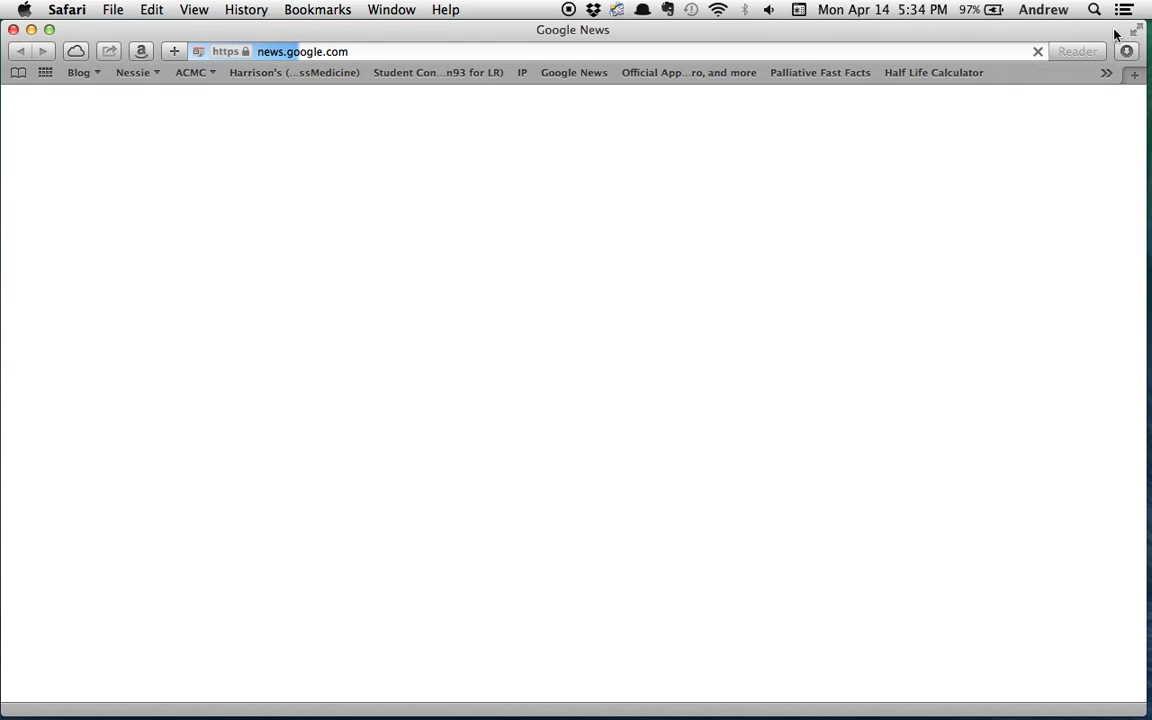 Safari File Edit View History Bookmarks Window Help Mon Apr 14 5:34 PM 97% Andrew
Google News
https news.google.com Reader
Blog Nessie ACMC Harrison's (...ssMedicine) Student Con...n93 for LR) IP Google News Official App...ro, and more Palliative Fast Facts Half Life Calculator